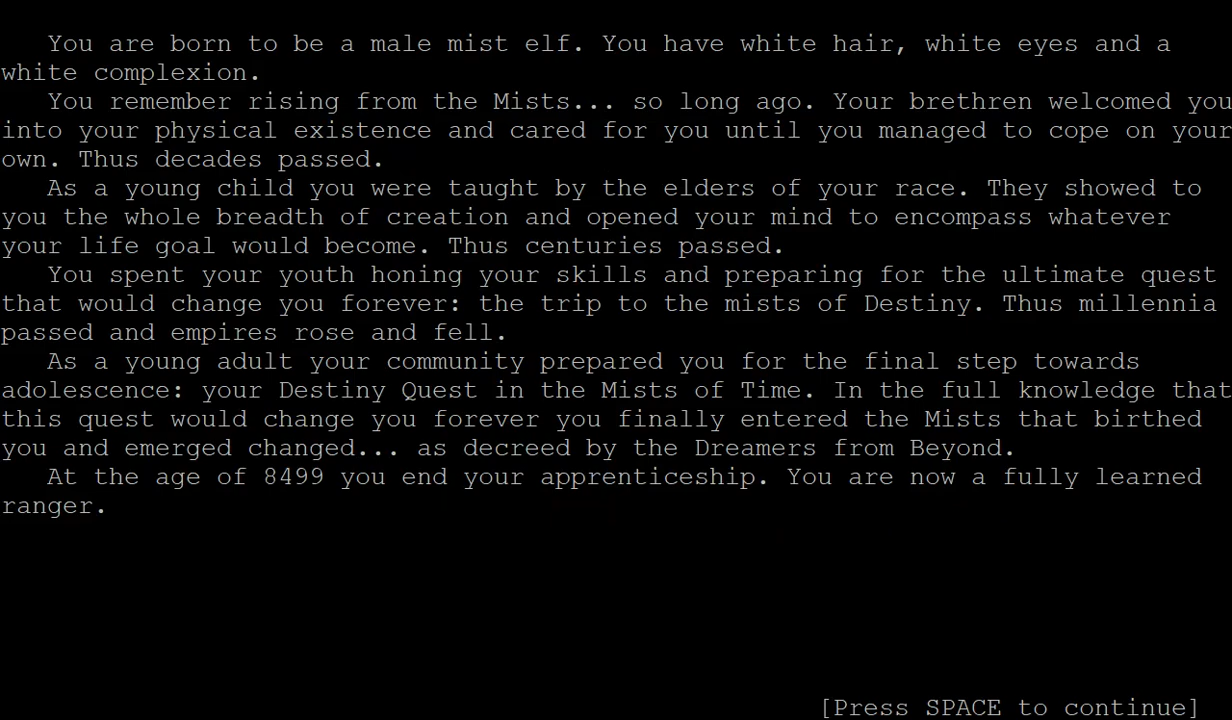 You are born to be a male mist elf. You have white hair, white eyes and a
white complexion.
You remember rising from the Mists... so long ago. Your brethren welcomed you
into your physical existence and cared for you until you managed to cope on your
own. Thus decades passed.
As a young child you were taught by the elders of your race. They showed to
you the whole breadth of creation and opened your mind to encompass whatever
your life goal would become. Thus centuries passed.
You spent your youth honing your skills and preparing for the ultimate quest
that would change you forever: the trip to the mists of Destiny. Thus millennia
passed and empires rose and fell.
As a young adult your community prepared you for the final step towards
adolescence: your Destiny Quest in the Mists of Time. In the full knowledge that
this quest would change you forever you finally entered the Mists that birthed
you and emerged changed... as decreed by the Dreamers from Beyond.
At the age of 8499 you end your apprenticeship. You are now a fully learned
ranger.
[Press SPACE to continue]